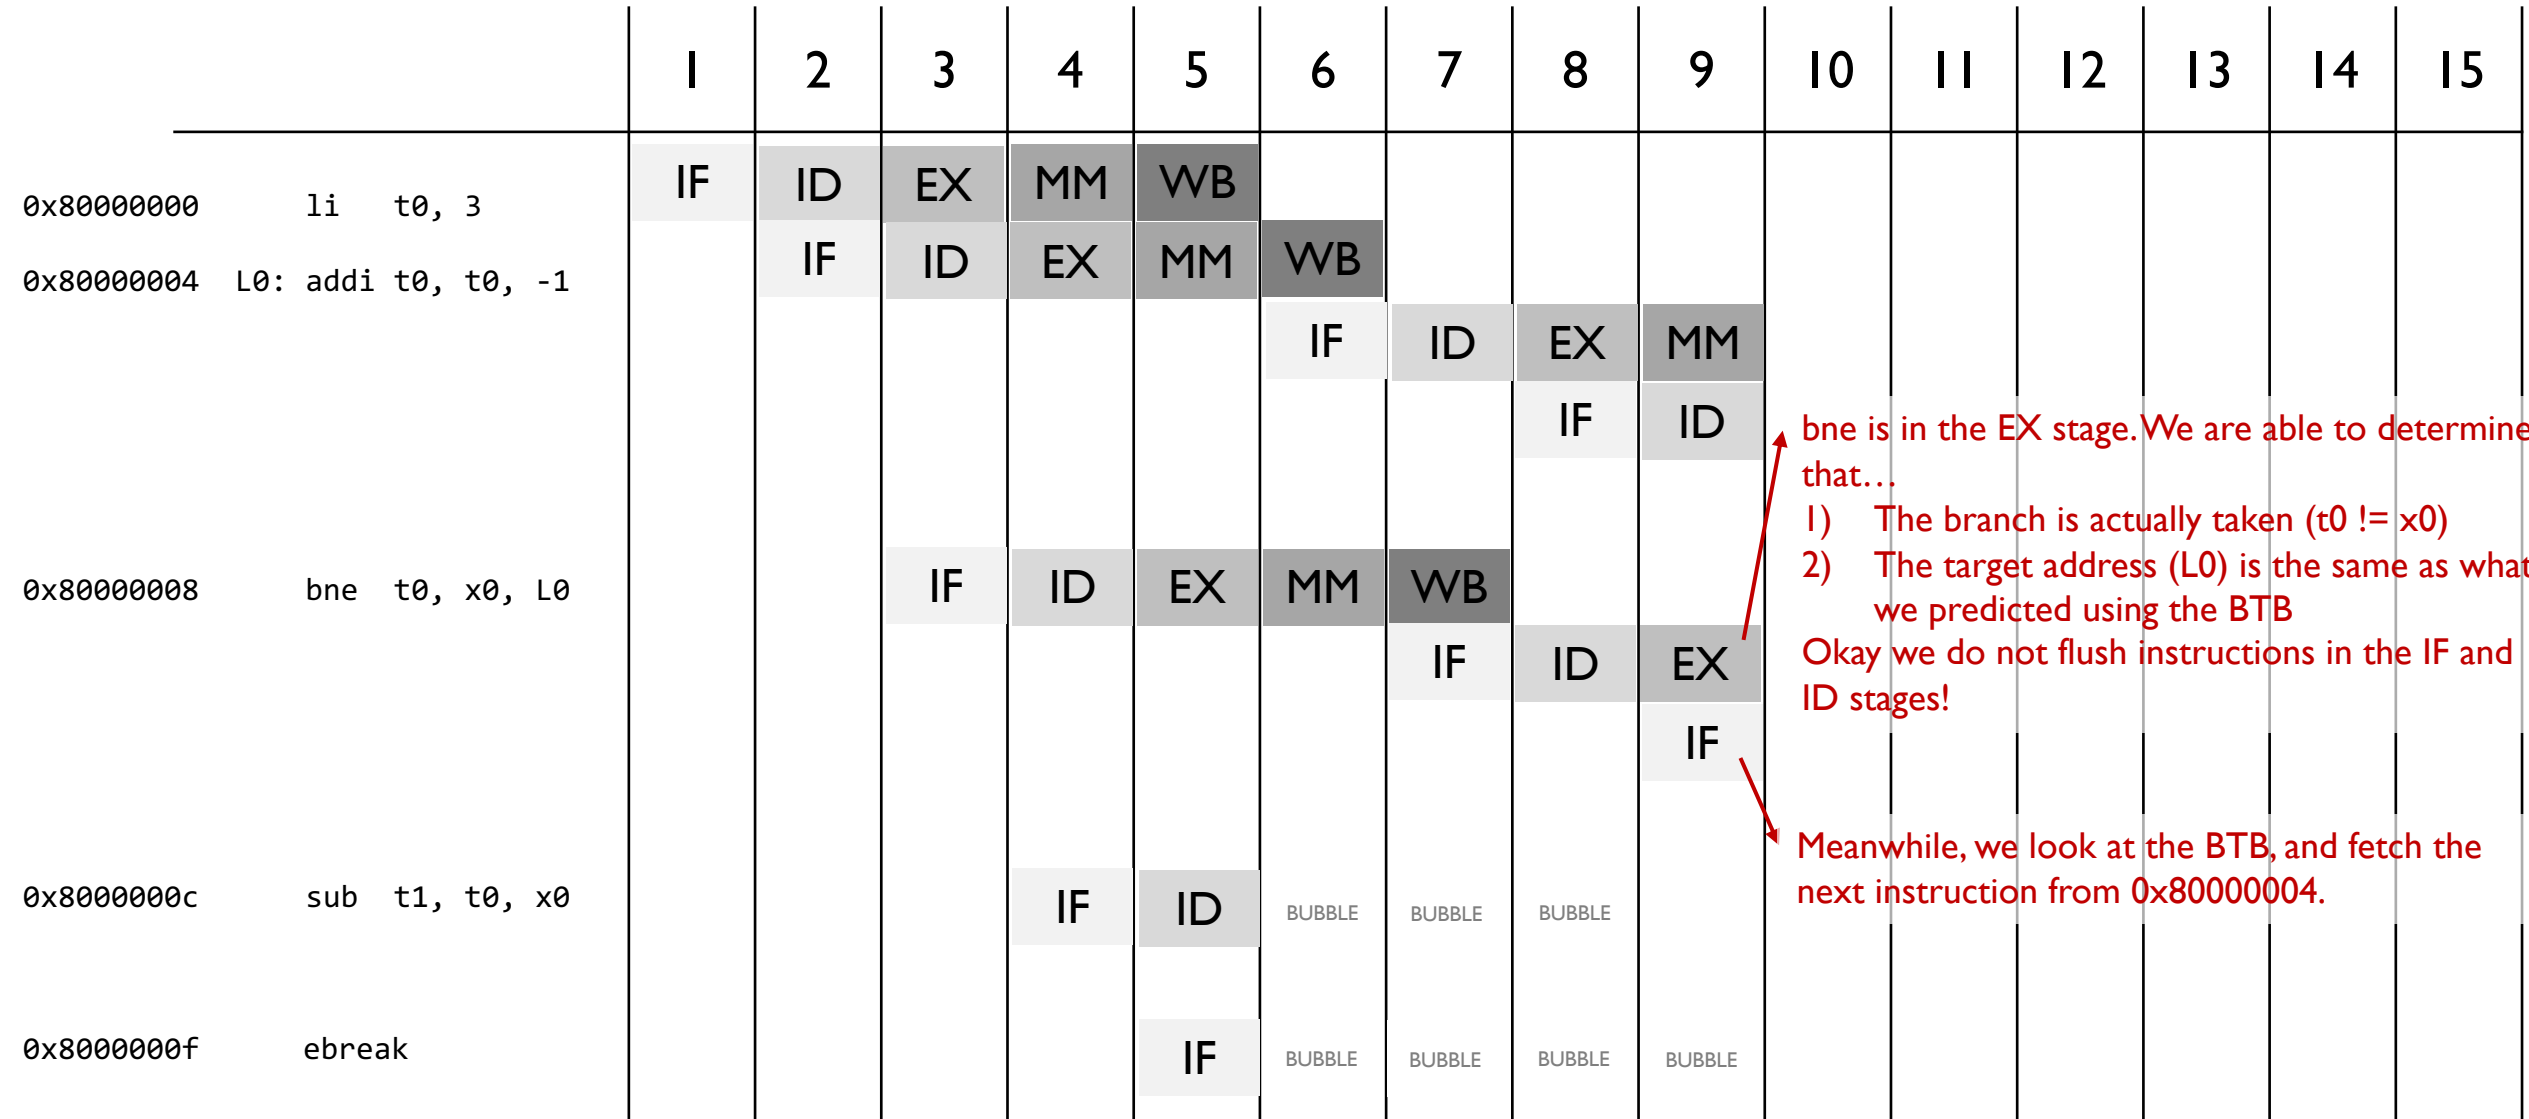 1 2 3 4 5 6 7 8 9 10 11 12 13 14 15
0x80000000 li t0, 3 IF ID EX MM WB
0x80000004 L0: addi t0, t0, -1 IF ID EX MM WB
IF ID EX MM
IF ID
bne is in the EX stage. We are able to determine
that…
1) The branch is actually taken (t0 != x0)
2) The target address (L0) is the same as what
we predicted using the BTB
Okay we do not flush instructions in the IF and
ID stages!
0x80000008 bne t0, x0, L0 IF ID EX MM WB
IF ID EX
IF
Meanwhile, we look at the BTB, and fetch the
next instruction from 0x80000004.
0x8000000c sub t1, t0, x0 IF ID BUBBLE BUBBLE BUBBLE
0x8000000f ebreak IF BUBBLE BUBBLE BUBBLE BUBBLE